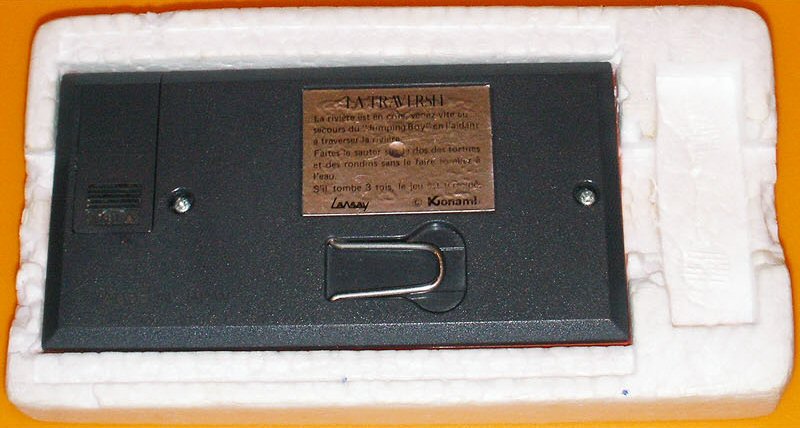 LA TRAVERSEE
La rivière est en crue, venez vite au
secours du "Jumping Boy" en l'aidant
à traverser la rivière.
Faites le sauter sur le dos des tortues
et des rondins sans le faire tomber à
l'eau.
S'il tombe 3 fois, le jeu est terminé.
Lansay © Konami